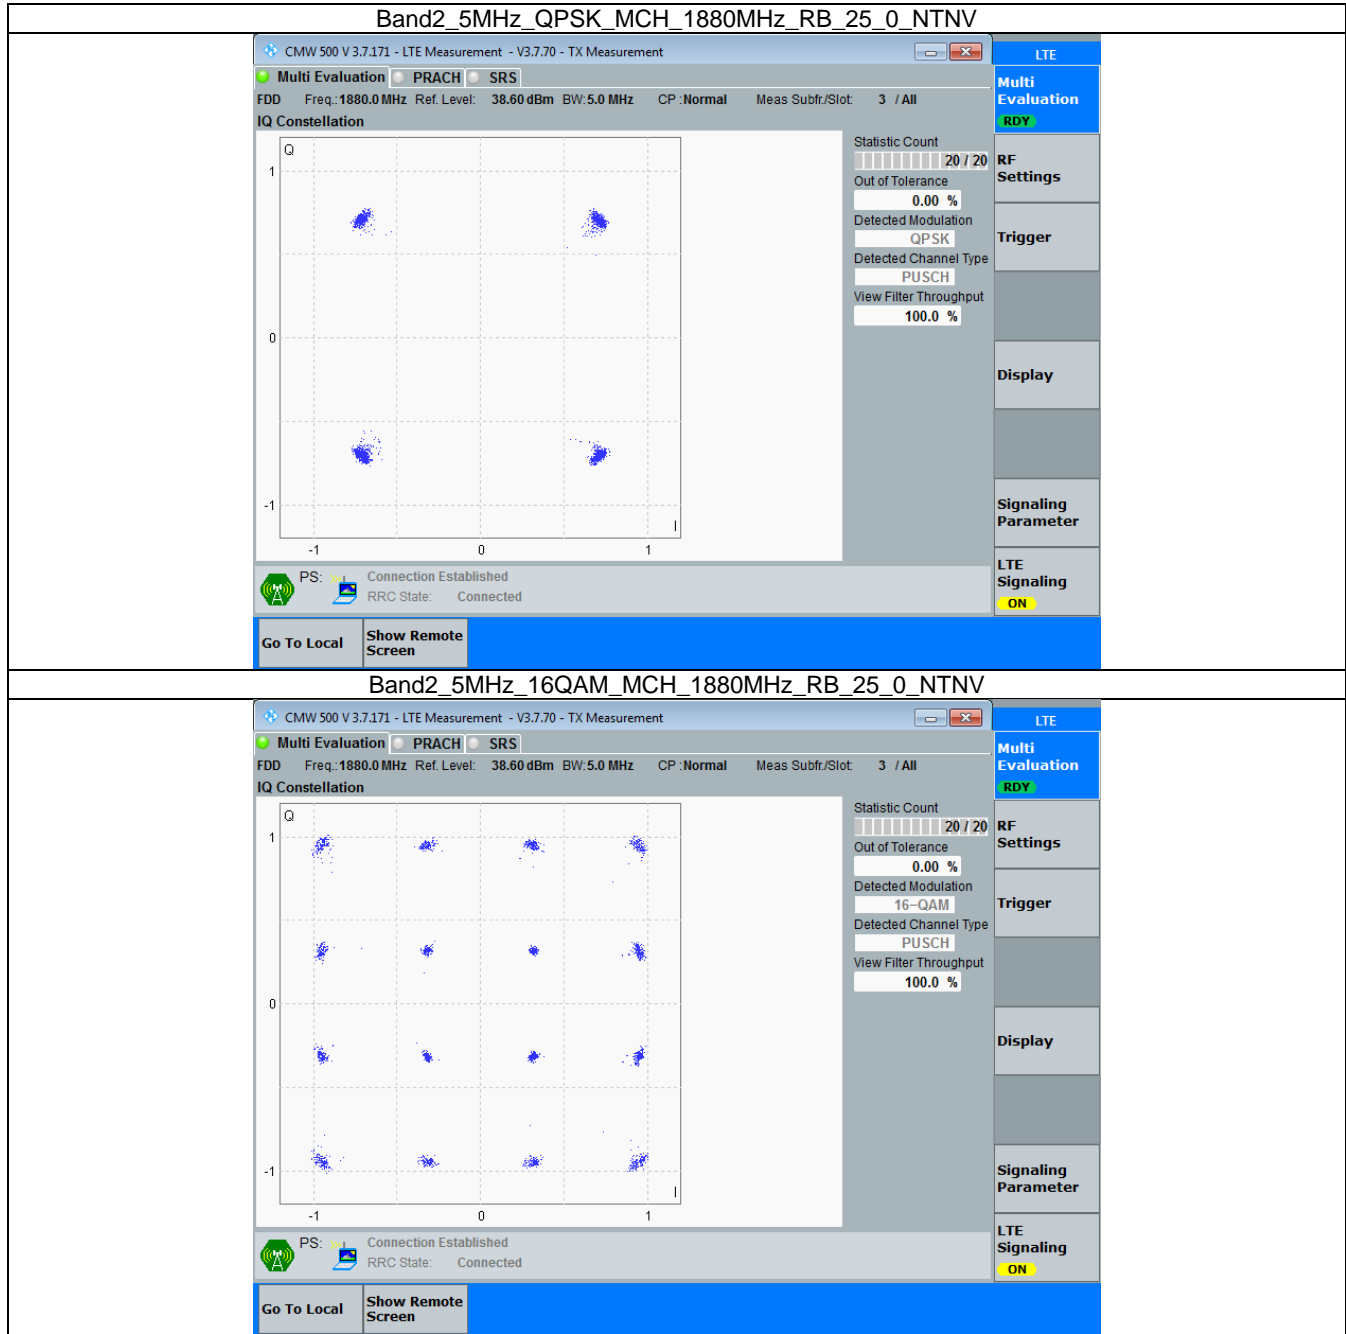 Band2_5MHz_QPSK_MCH_1880MHz_RB_25_0_NTNV
CMW 500 V 3.7.171 - LTE Measurement - V3.7.70 - TX Measurement
LTE
Multi Evaluation PRACH SRS
Multi
Evaluation
RDY
FDD Freq.: 1880.0 MHz Ref. Level: 38.60 dBm BW: 5.0 MHz CP : Normal Meas Subfr./Slot: 3 / All
IQ Constellation
Q
1
0
-1
I
-1 0 1
Statistic Count
20 / 20
Out of Tolerance
0.00 %
Detected Modulation
QPSK
Detected Channel Type
PUSCH
View Filter Throughput
100.0 %
RF
Settings
Trigger
Display
Signaling
Parameter
LTE
Signaling
ON
PS: Connection Established
RRC State: Connected
Go To Local
Show Remote
Screen
Band2_5MHz_16QAM_MCH_1880MHz_RB_25_0_NTNV
CMW 500 V 3.7.171 - LTE Measurement - V3.7.70 - TX Measurement
LTE
Multi Evaluation PRACH SRS
Multi
Evaluation
RDY
FDD Freq.: 1880.0 MHz Ref. Level: 38.60 dBm BW: 5.0 MHz CP : Normal Meas Subfr./Slot: 3 / All
IQ Constellation
Q
1
0
-1
I
-1 0 1
Statistic Count
20 / 20
Out of Tolerance
0.00 %
Detected Modulation
16-QAM
Detected Channel Type
PUSCH
View Filter Throughput
100.0 %
RF
Settings
Trigger
Display
Signaling
Parameter
LTE
Signaling
ON
PS: Connection Established
RRC State: Connected
Go To Local
Show Remote
Screen